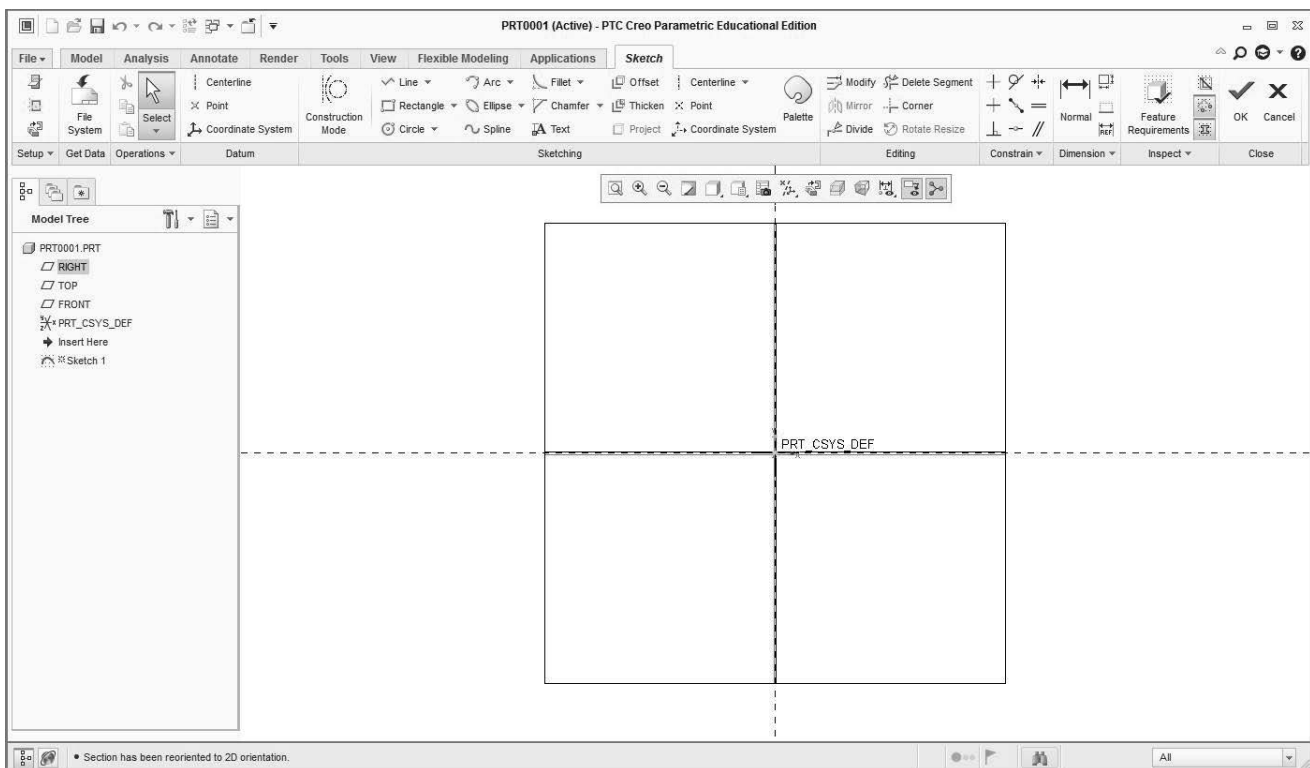 PRT0001 (Active) - PTC Creo Parametric Educational Edition
File Model Analysis Annotate Render Tools View Flexible Modeling Applications Sketch
File System
Select
Centerline
Point
Coordinate System
Construction Mode
Line Arc Fillet Offset Centerline
Rectangle Ellipse Chamfer Thicken Point
Circle Spline Text Project Coordinate System
Palette
Modify Delete Segment
Mirror Corner
Divide Rotate Resize
Normal
REF
Feature Requirements
OK Cancel
Setup Get Data Operations Datum Sketching Editing Constrain Dimension Inspect Close
Model Tree
PRT0001.PRT
RIGHT
TOP
FRONT
PRT_CSYS_DEF
Insert Here
Sketch 1
PRT_CSYS_DEF
Section has been reoriented to 2D orientation.
All